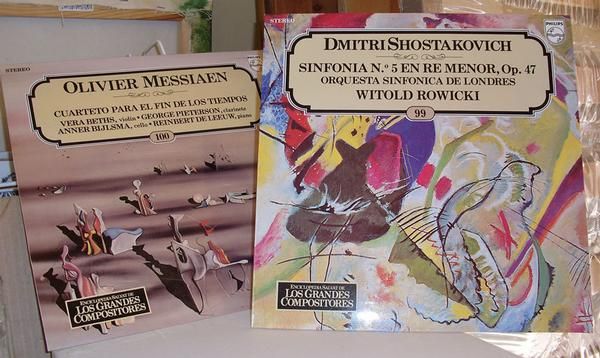 STEREO
OLIVIER MESSIAEN
CUARTETO PARA EL FIN DE LOS TIEMPOS
VERA BETHS, violin • GEORGE PIETERSON, clarinete
ANNER BIJLSMA, cello • REINBERT DE LEEUW, piano
100
ENCICLOPEDIA SALVAT DE
LOS GRANDES
COMPOSITORES
STEREO
PHILIPS
DMITRI SHOSTAKOVICH
SINFONIA N.º 5 EN RE MENOR, Op. 47
ORQUESTA SINFONICA DE LONDRES
WITOLD ROWICKI
99
ENCICLOPEDIA SALVAT DE
LOS GRANDES
COMPOSITORES